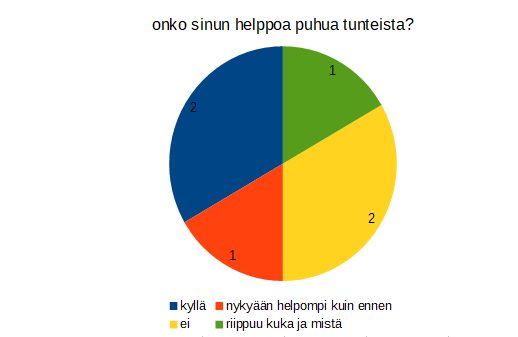 onko sinun helppoa puhua tunteista?
1
2
2
1
kyllä nykyään helpompi kuin ennen
ei riippuu kuka ja mistä